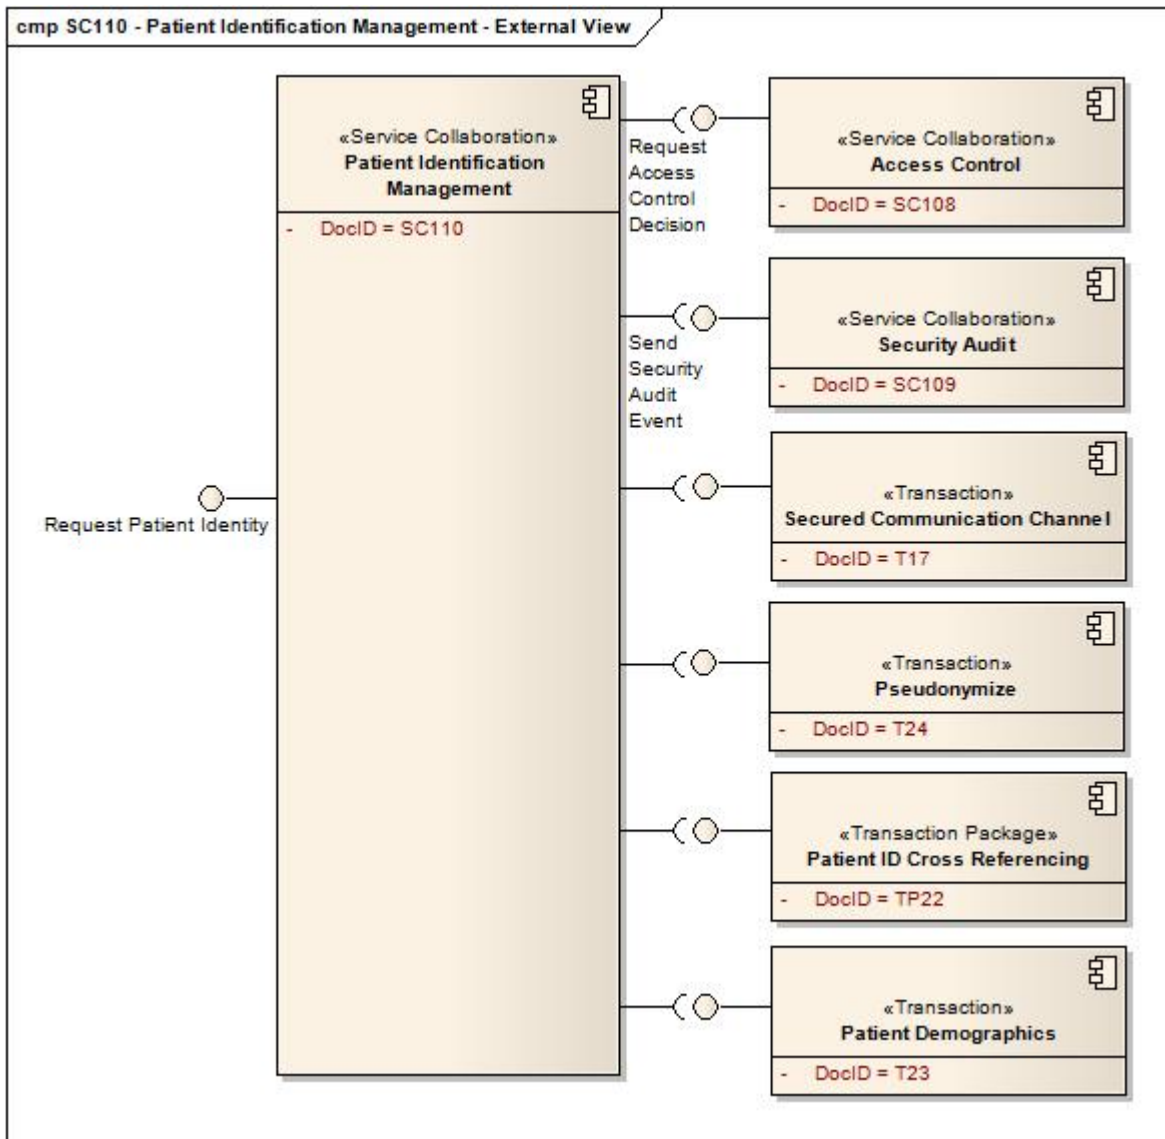 cmp SC110 - Patient Identification Management - External View
«Service Collaboration»
Patient Identification
Management
- DocID = SC110
Request Patient Identity
Request
Access
Control
Decision
«Service Collaboration»
Access Control
- DocID = SC108
Send
Security
Audit
Event
«Service Collaboration»
Security Audit
- DocID = SC109
«Transaction»
Secured Communication Channel
- DocID = T17
«Transaction»
Pseudonymize
- DocID = T24
«Transaction Package»
Patient ID Cross Referencing
- DocID = TP22
«Transaction»
Patient Demographics
- DocID = T23